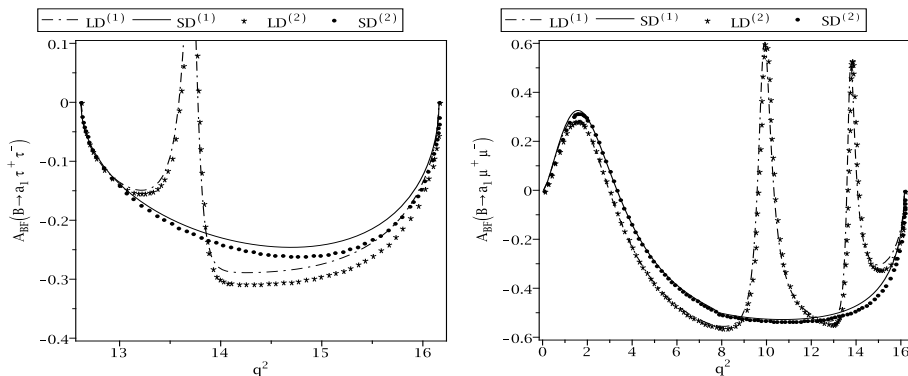 LD(1) SD(1) LD(2) SD(2)
LD(1) SD(1) LD(2) SD(2)
A_BF(B→a₁ τ⁺ τ⁻)
0.1
0
−0.1
−0.2
−0.3
−0.4
13 14 15 16
q²
A_BF(B→a₁ μ⁺ μ⁻)
0.6
0.4
0.2
0
−0.2
−0.4
−0.6
0 2 4 6 8 10 12 14 16
q²